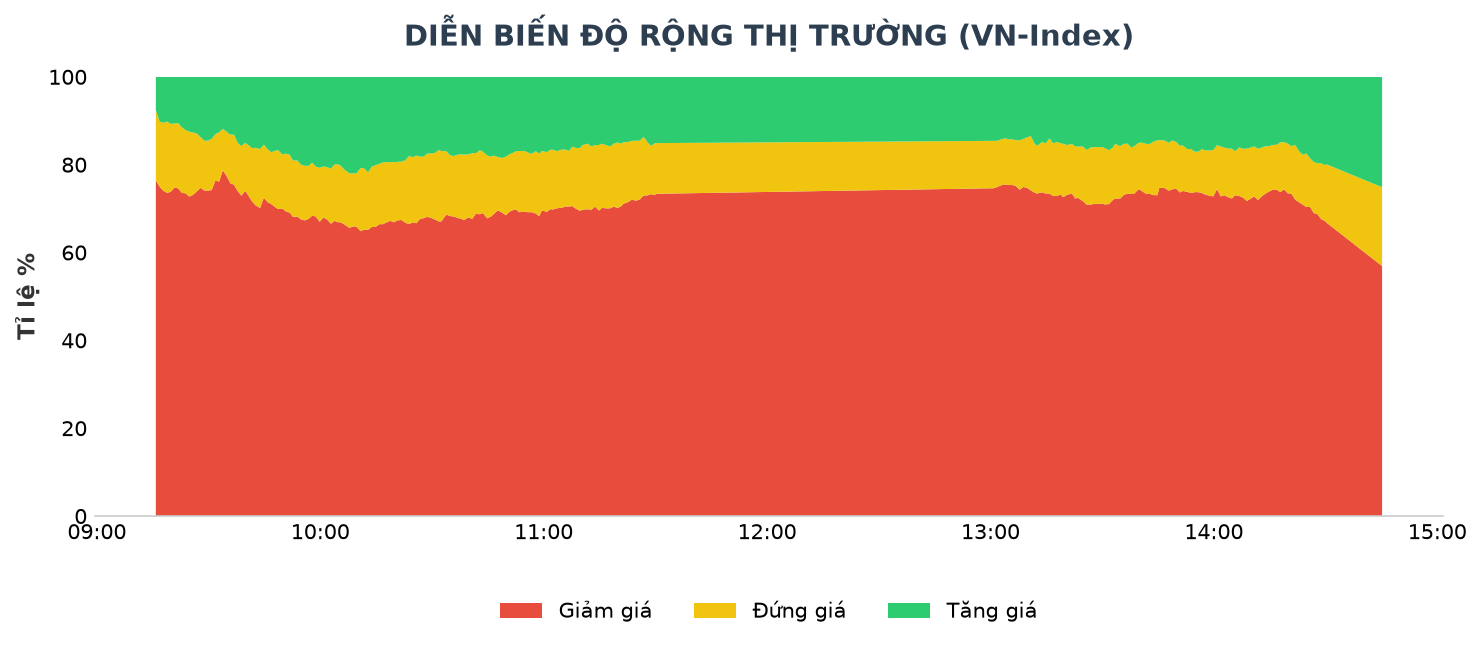 DIỄN BIẾN ĐỘ RỘNG THỊ TRƯỜNG (VN-Index)
Tỉ lệ %
100
80
60
40
20
0
09:00 10:00 11:00 12:00 13:00 14:00 15:00
Giảm giá Đứng giá Tăng giá